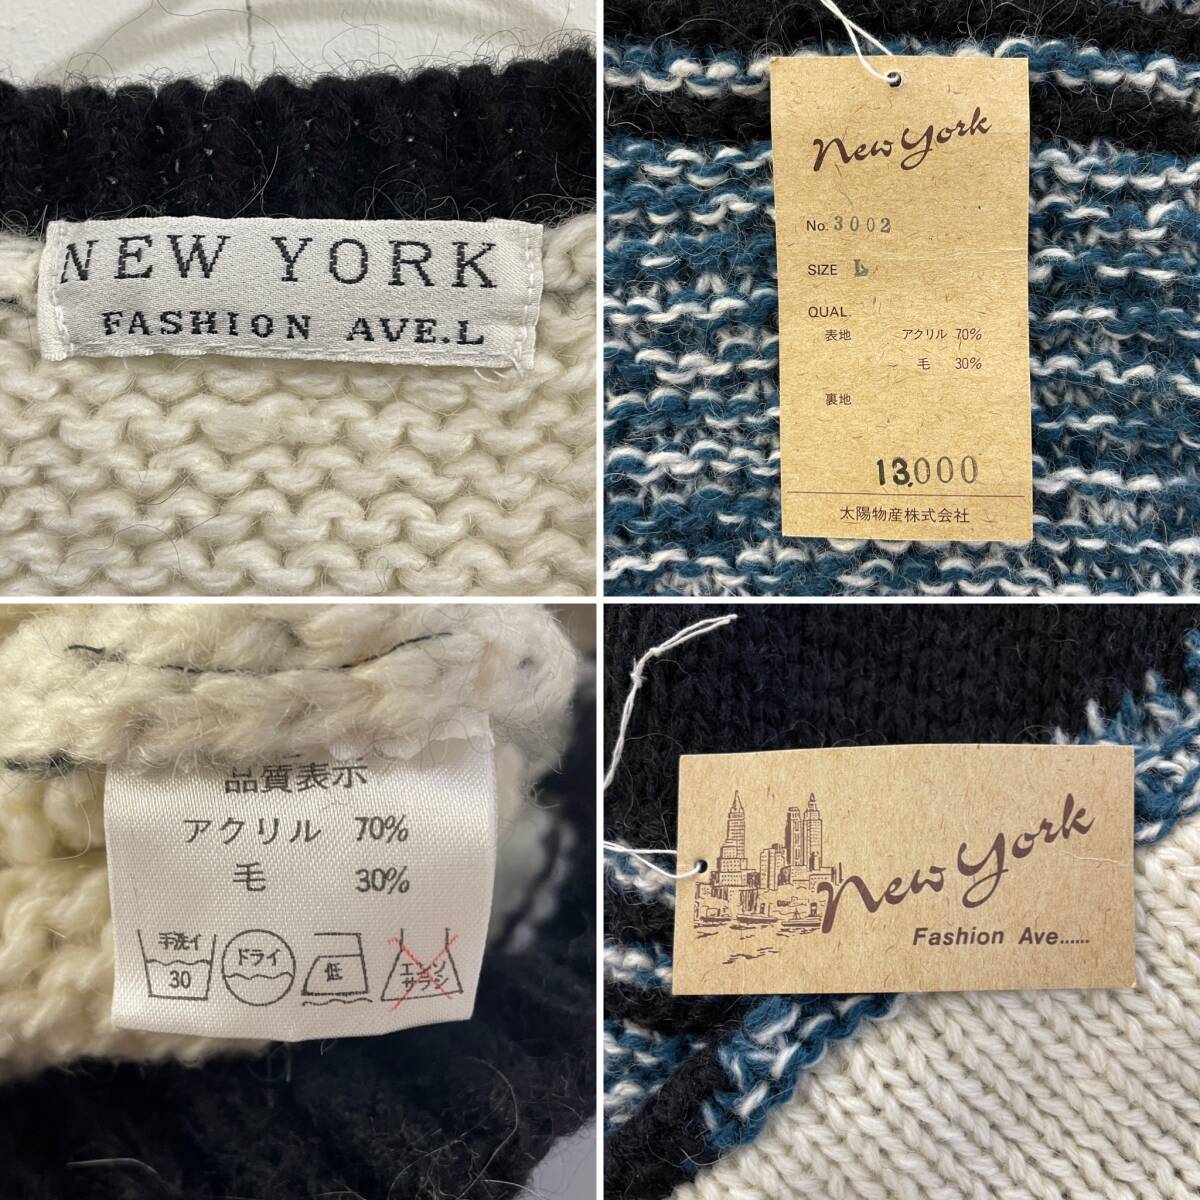 NEW YORK
FASHION AVE.L
New York
No. 3002
SIZE L
QUAL.
表地 アクリル 70%
毛 30%
裏地
13.000
太陽物産株式会社
品質表示
アクリル 70%
毛 30%
手洗イ
30
ドライ
低
エンソ
サラシ
New York
Fashion Ave......